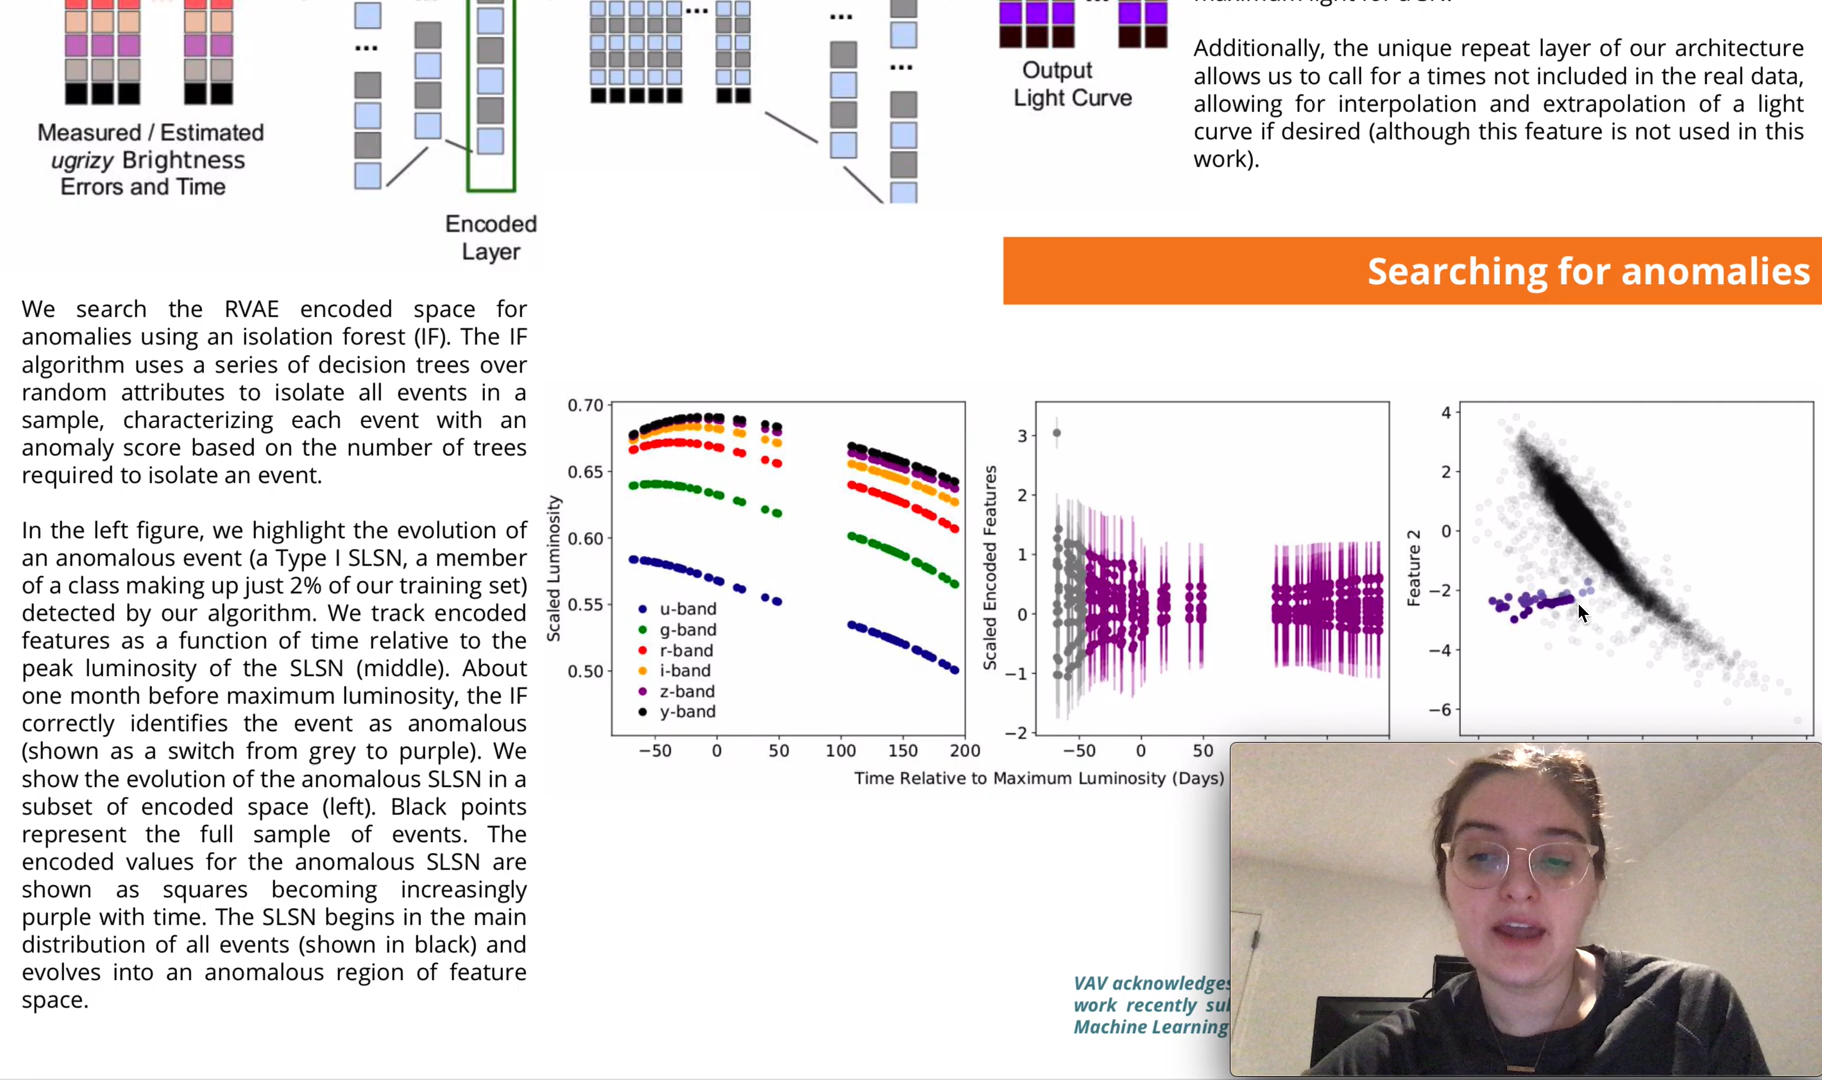 Additionally, the unique repeat layer of our architecture
allows us to call for a times not included in the real data,
allowing for interpolation and extrapolation of a light
curve if desired (although this feature is not used in this
work).
...
...
...
...
...
Output
Light Curve
Measured / Estimated
ugrizy Brightness
Errors and Time
Encoded
Layer
Searching for anomalies
We search the RVAE encoded space for
anomalies using an isolation forest (IF). The IF
algorithm uses a series of decision trees over
random attributes to isolate all events in a
sample, characterizing each event with an
anomaly score based on the number of trees
required to isolate an event.
In the left figure, we highlight the evolution of
an anomalous event (a Type I SLSN, a member
of a class making up just 2% of our training set)
detected by our algorithm. We track encoded
features as a function of time relative to the
peak luminosity of the SLSN (middle). About
one month before maximum luminosity, the IF
correctly identifies the event as anomalous
(shown as a switch from grey to purple). We
show the evolution of the anomalous SLSN in a
subset of encoded space (left). Black points
represent the full sample of events. The
encoded values for the anomalous SLSN are
shown as squares becoming increasingly
purple with time. The SLSN begins in the main
distribution of all events (shown in black) and
evolves into an anomalous region of feature
space.
Scaled Luminosity
0.70
0.65
0.60
0.55
0.50
u-band
g-band
r-band
i-band
z-band
y-band
−50 0 50 100 150 200
Scaled Encoded Features
3
2
1
0
−1
−2
−50 0 50
Time Relative to Maximum Luminosity (Days)
Feature 2
4
2
0
−2
−4
−6
VAV acknowledges
work recently
Machine Learning